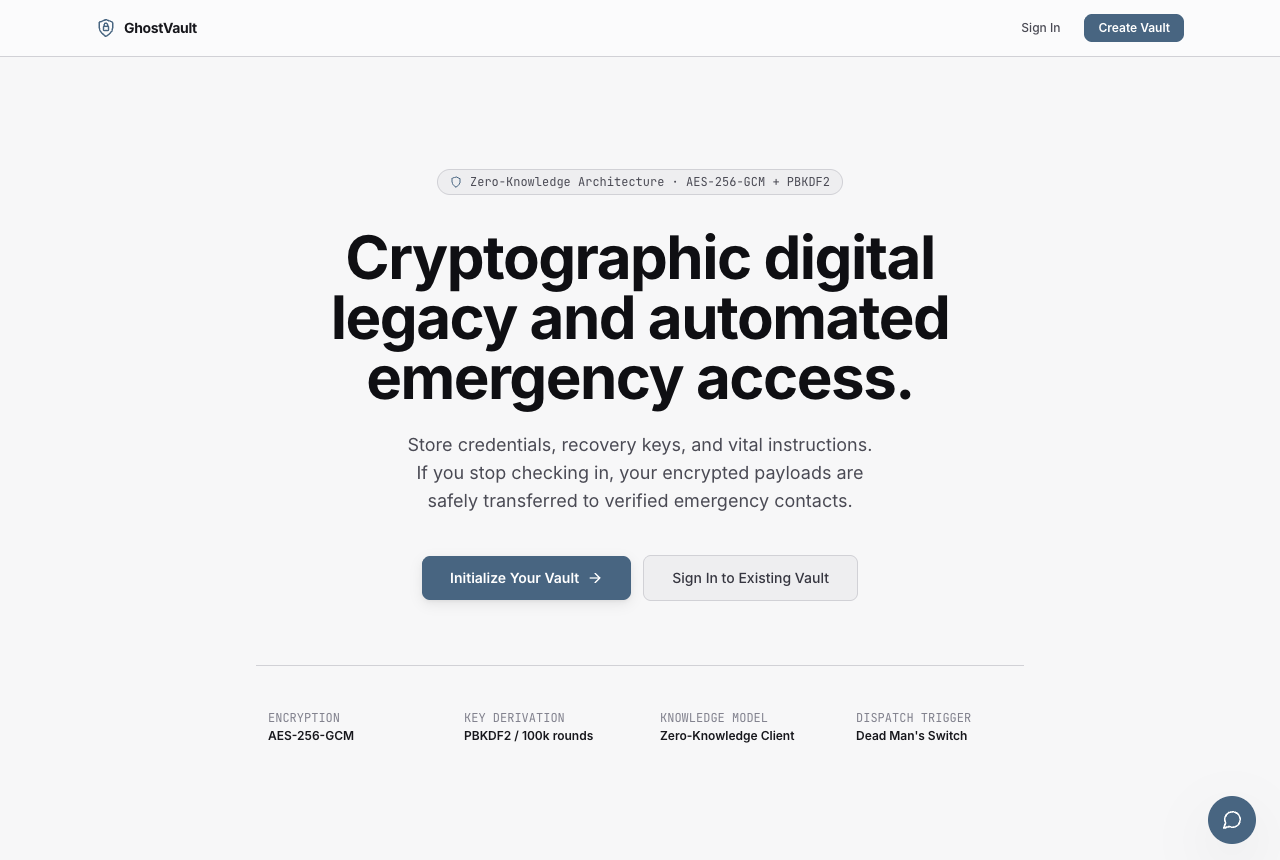 GhostVault
Sign In
Create Vault
Zero-Knowledge Architecture · AES-256-GCM + PBKDF2
Cryptographic digital
legacy and automated
emergency access.
Store credentials, recovery keys, and vital instructions.
If you stop checking in, your encrypted payloads are
safely transferred to verified emergency contacts.
Initialize Your Vault
Sign In to Existing Vault
ENCRYPTION
AES-256-GCM
KEY DERIVATION
PBKDF2 / 100k rounds
KNOWLEDGE MODEL
Zero-Knowledge Client
DISPATCH TRIGGER
Dead Man's Switch